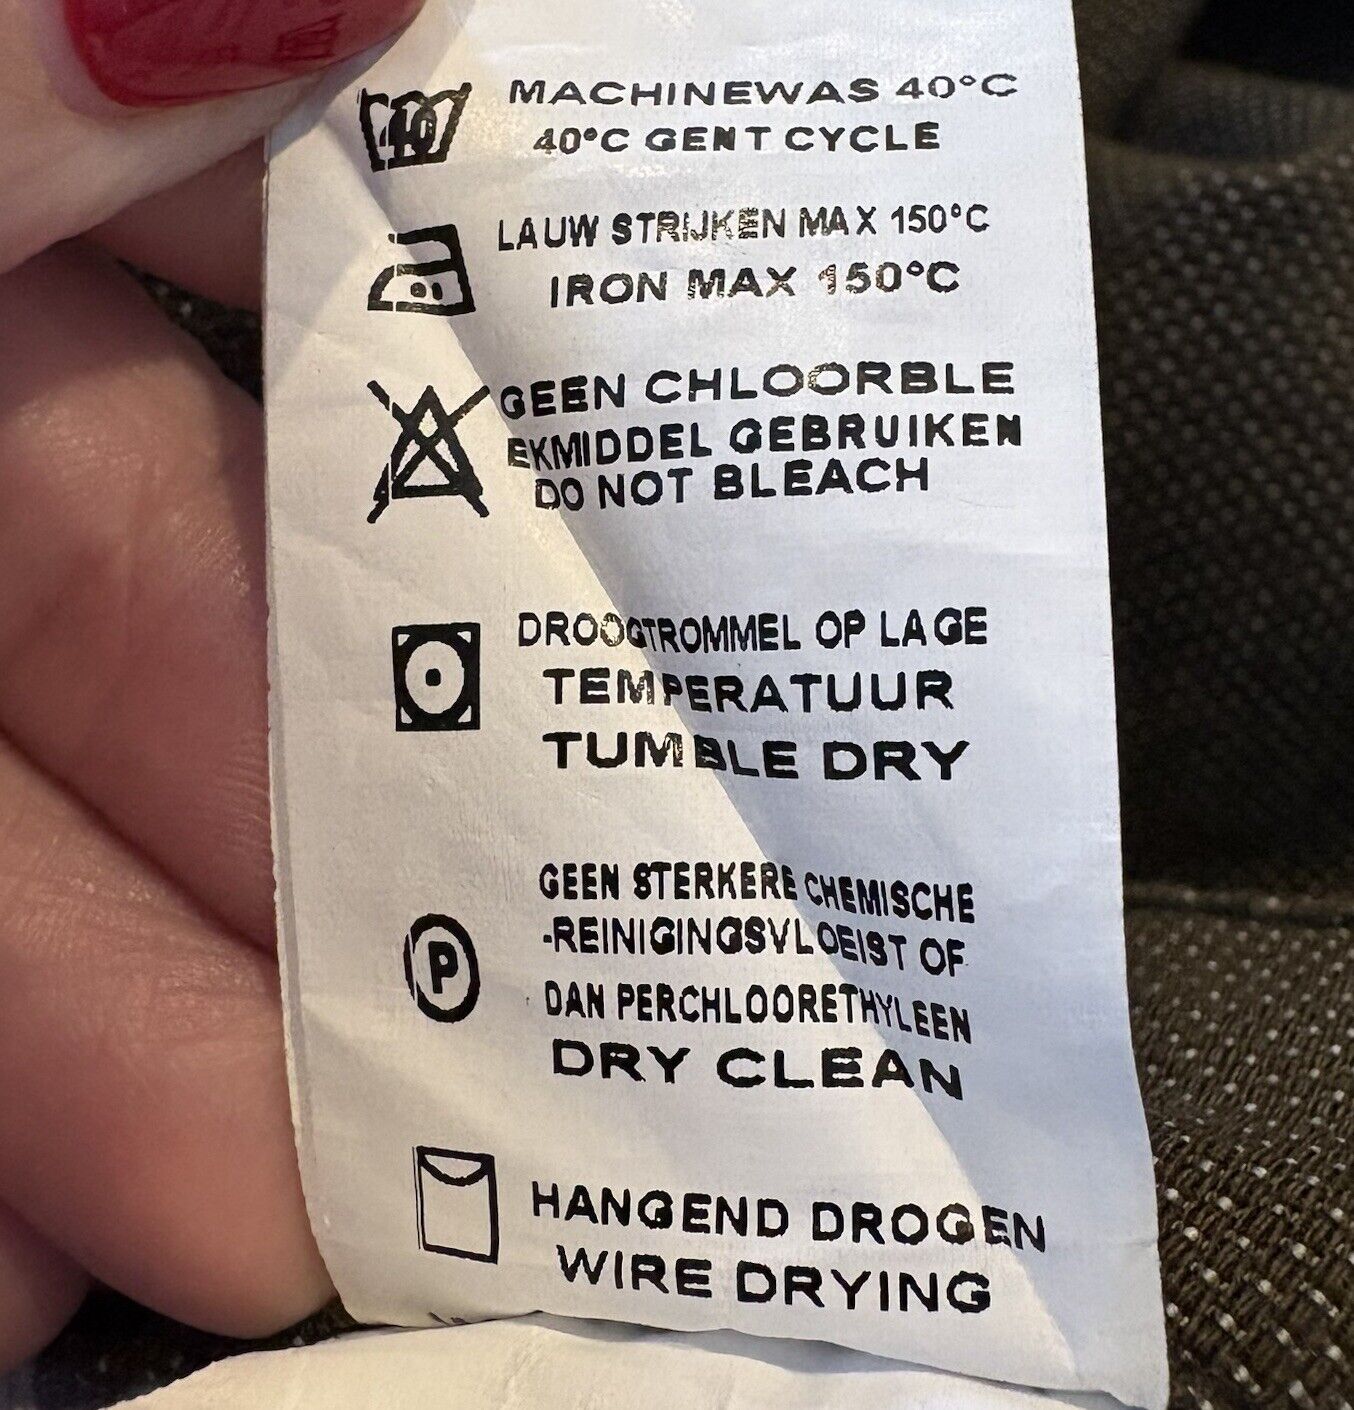 40
MACHINEWAS 40°C
40°C GENT CYCLE
LAUW STRIJKEN MAX 150°C
IRON MAX 150°C
GEEN CHLOORBLE
EKMIDDEL GEBRUIKEN
DO NOT BLEACH
DROOGTROMMEL OP LAGE
TEMPERATUUR
TUMBLE DRY
GEEN STERKERE CHEMISCHE
-REINIGINGSVLOEIST OF
DAN PERCHLOORETHYLEEN
P
DRY CLEAN
HANGEND DROGEN
WIRE DRYING